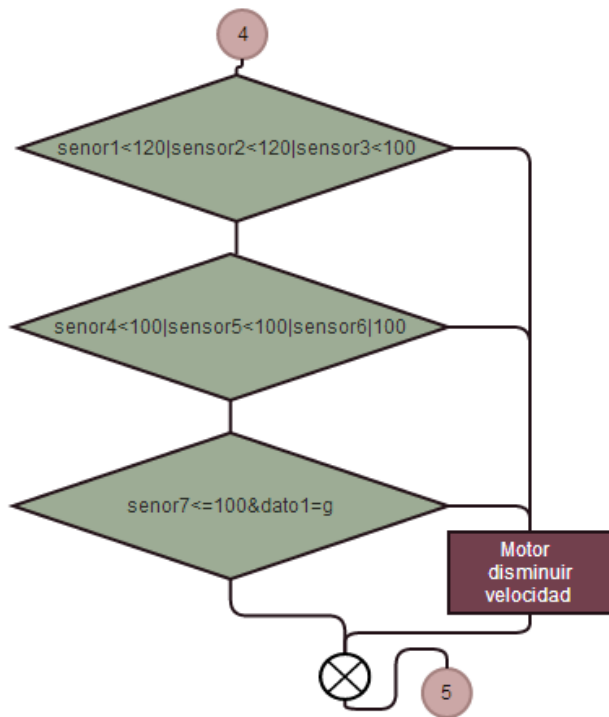 4
senor1<120|sensor2<120|sensor3<100
senor4<100|sensor5<100|sensor6|100
senor7<=100&dato1=g
Motor
disminuir
velocidad
5